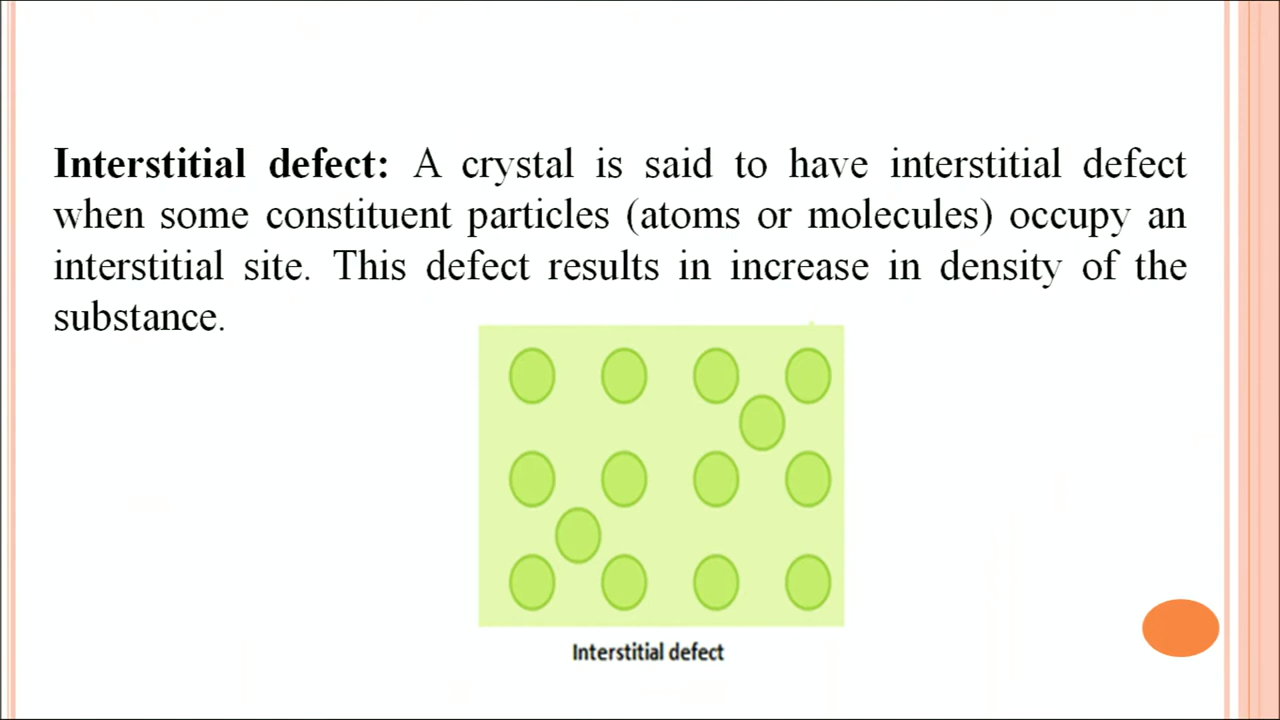 Interstitial defect: A crystal is said to have interstitial defect
when some constituent particles (atoms or molecules) occupy an
interstitial site. This defect results in increase in density of the
substance.
Interstitial defect